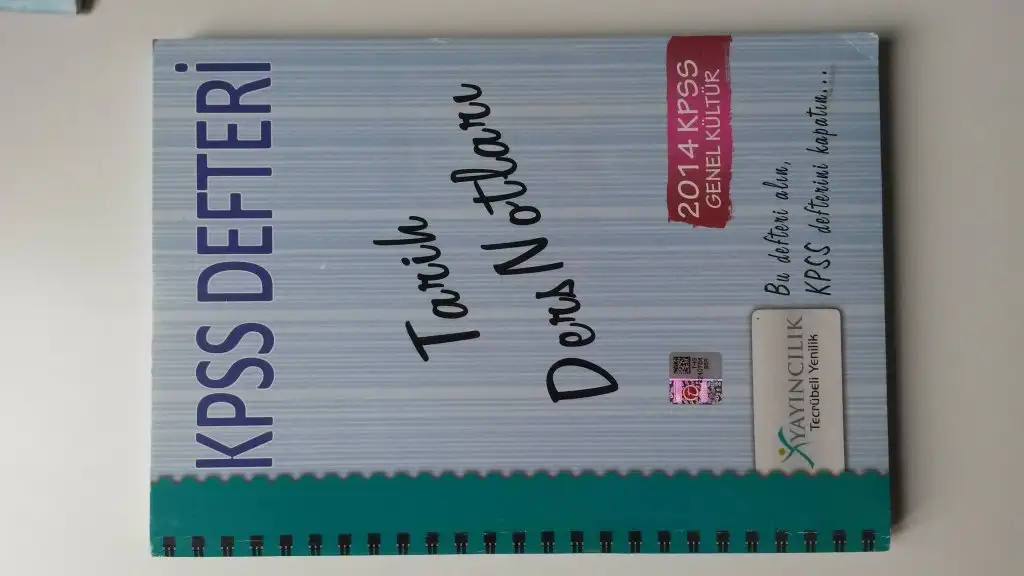 KPSS DEFTERİ
Tarih
Ders Notları
2014 KPSS
GENEL KÜLTÜR
Bu defteri alın,
KPSS defterini kapatın...
YAYINCILIK
Tecrübeli Yenilik